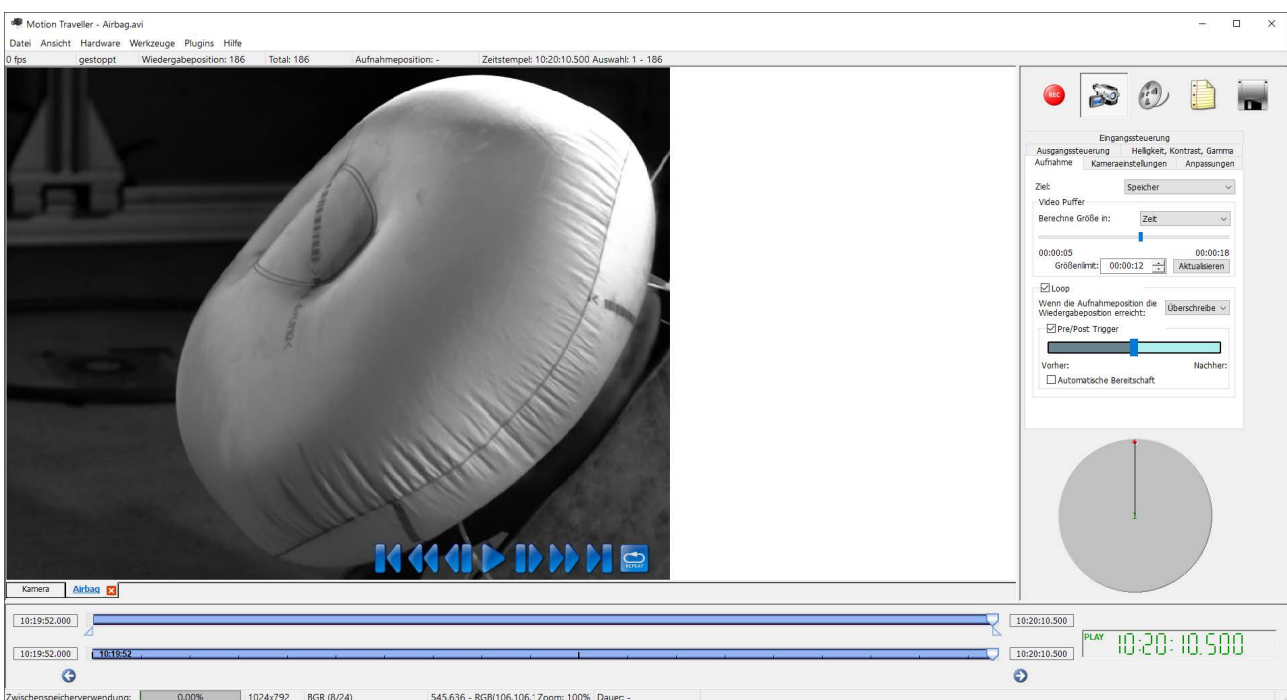 Motion Traveller - Airbag.avi
Datei Ansicht Hardware Werkzeuge Plugins Hilfe
0 fps gestoppt Wiedergabeposition: 186 Total: 186 Aufnahmeposition: - Zeitstempel: 10:20:10.500 Auswahl: 1 - 186
REC
Eingangssteuerung
Ausgangssteuerung Helligkeit, Kontrast, Gamma
Aufnahme Kameraeinstellungen Anpassungen
Ziel: Speicher
Video Puffer
Berechne Größe in: Zeit
00:00:05 00:00:18
Größenlimit: 00:00:12 Aktualisieren
Loop
Wenn die Aufnahmeposition die
Wiedergabeposition erreicht: Überschreibe
Pre/Post Trigger
Vorher: Nachher:
Automatische Bereitschaft
REPEAT
Kamera Airbag
10:19:52.000 10:20:10.500
PLAY 10:20:10.500
10:19:52.000 10:19:52 10:20:10.500
Zwischenspeicherverwendung: 0.00% 1024x792 BGR (8/24) 545,636 - RGB(106,106,' Zoom: 100% Dauer: -